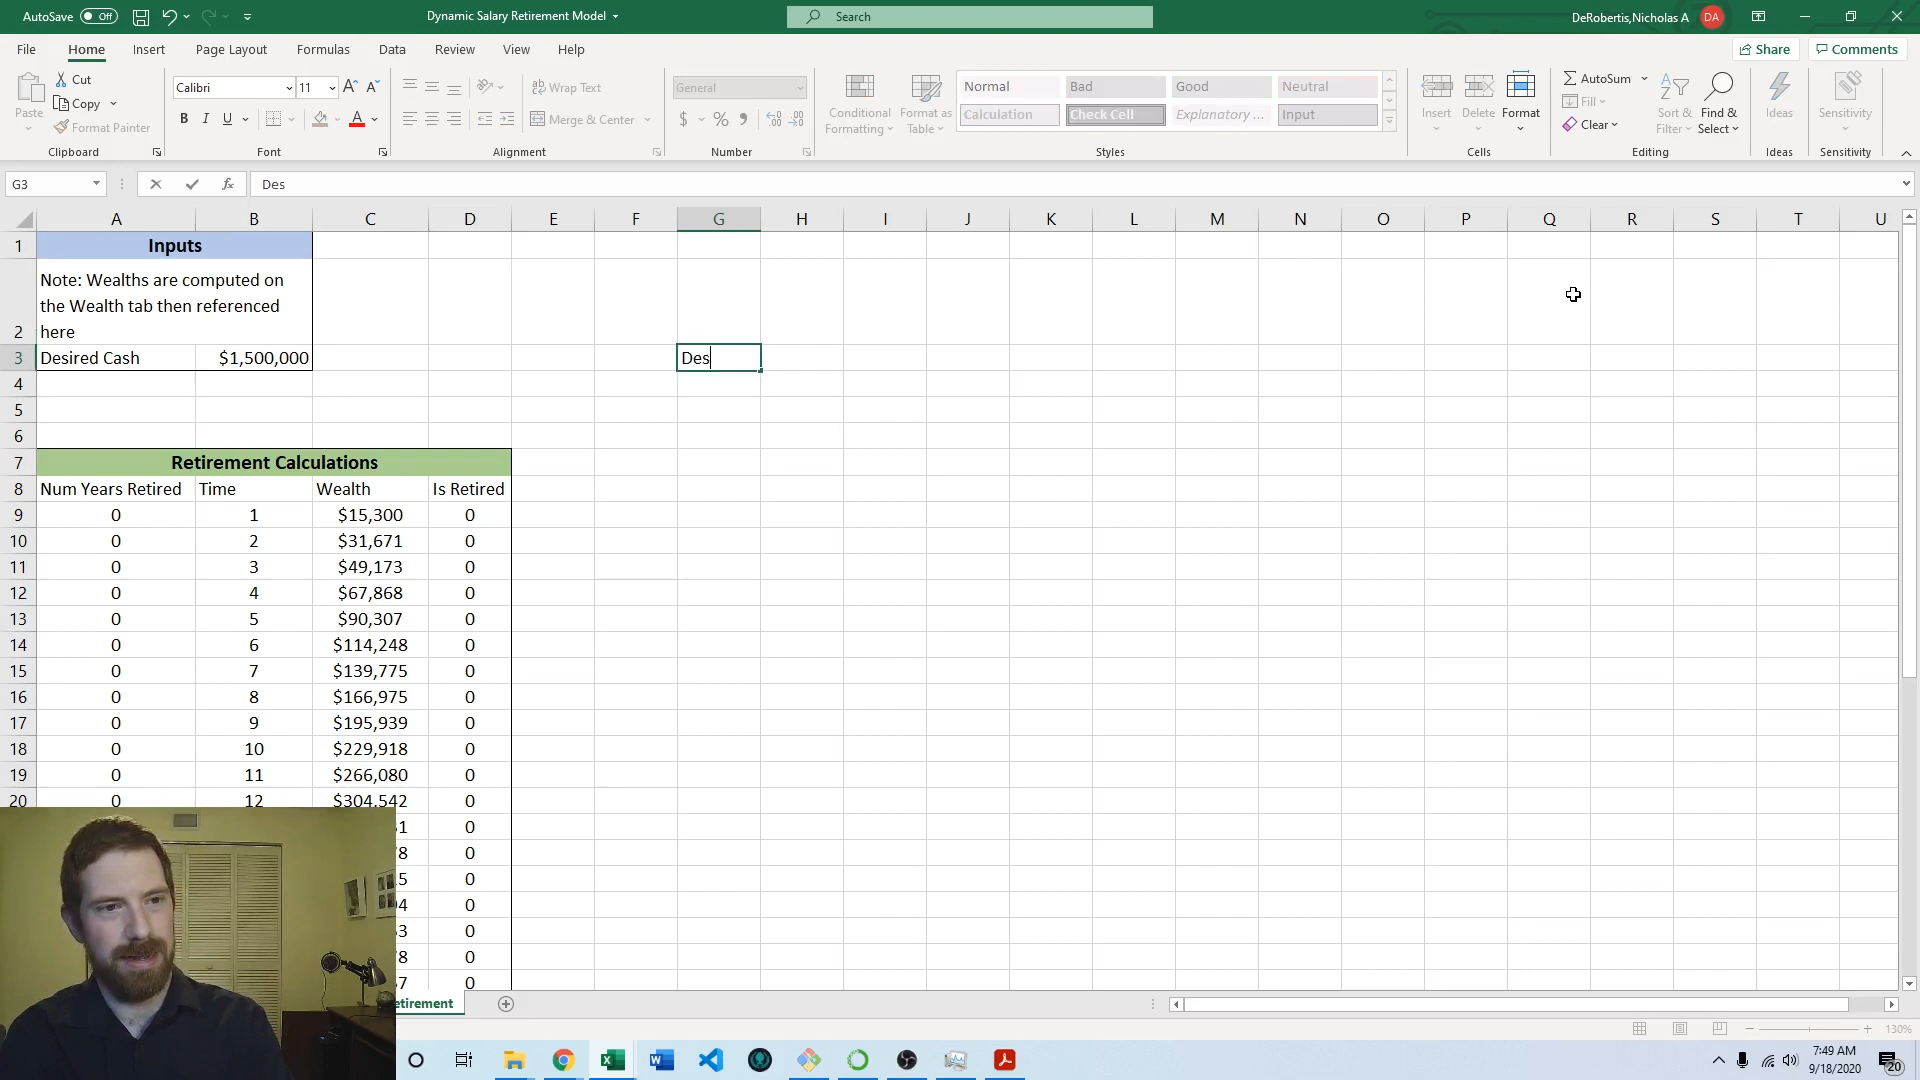 AutoSave Off
Dynamic Salary Retirement Model
Search
DeRobertis,Nicholas A DA
File Home Insert Page Layout Formulas Data Review View Help
Share Comments
Paste Cut Copy Format Painter
Calibri 11
B I U
A
Wrap Text
Merge & Center
General
$ %
Conditional Formatting
Format as Table
Normal Bad Good Neutral
Calculation Check Cell Explanatory ... Input
Insert Delete Format
AutoSum Fill Clear
Sort & Filter
Find & Select
Ideas
Sensitivity
Clipboard Font Alignment Number Styles Cells Editing Ideas Sensitivity
G3 fx Des
A B C D E F G H I J K L M N O P Q R S T U
1 Inputs
Note: Wealths are computed on
the Wealth tab then referenced
2 here
3 Desired Cash $1,500,000 Des
4
5
6
7 Retirement Calculations
8 Num Years Retired Time Wealth Is Retired
9 0 1 $15,300 0
10 0 2 $31,671 0
11 0 3 $49,173 0
12 0 4 $67,868 0
13 0 5 $90,307 0
14 0 6 $114,248 0
15 0 7 $139,775 0
16 0 8 $166,975 0
17 0 9 $195,939 0
18 0 10 $229,918 0
19 0 11 $266,080 0
20 0 12 $304,542 0
0
0
0
0
0
0
0
etirement
130%
7:49 AM
9/18/2020
20